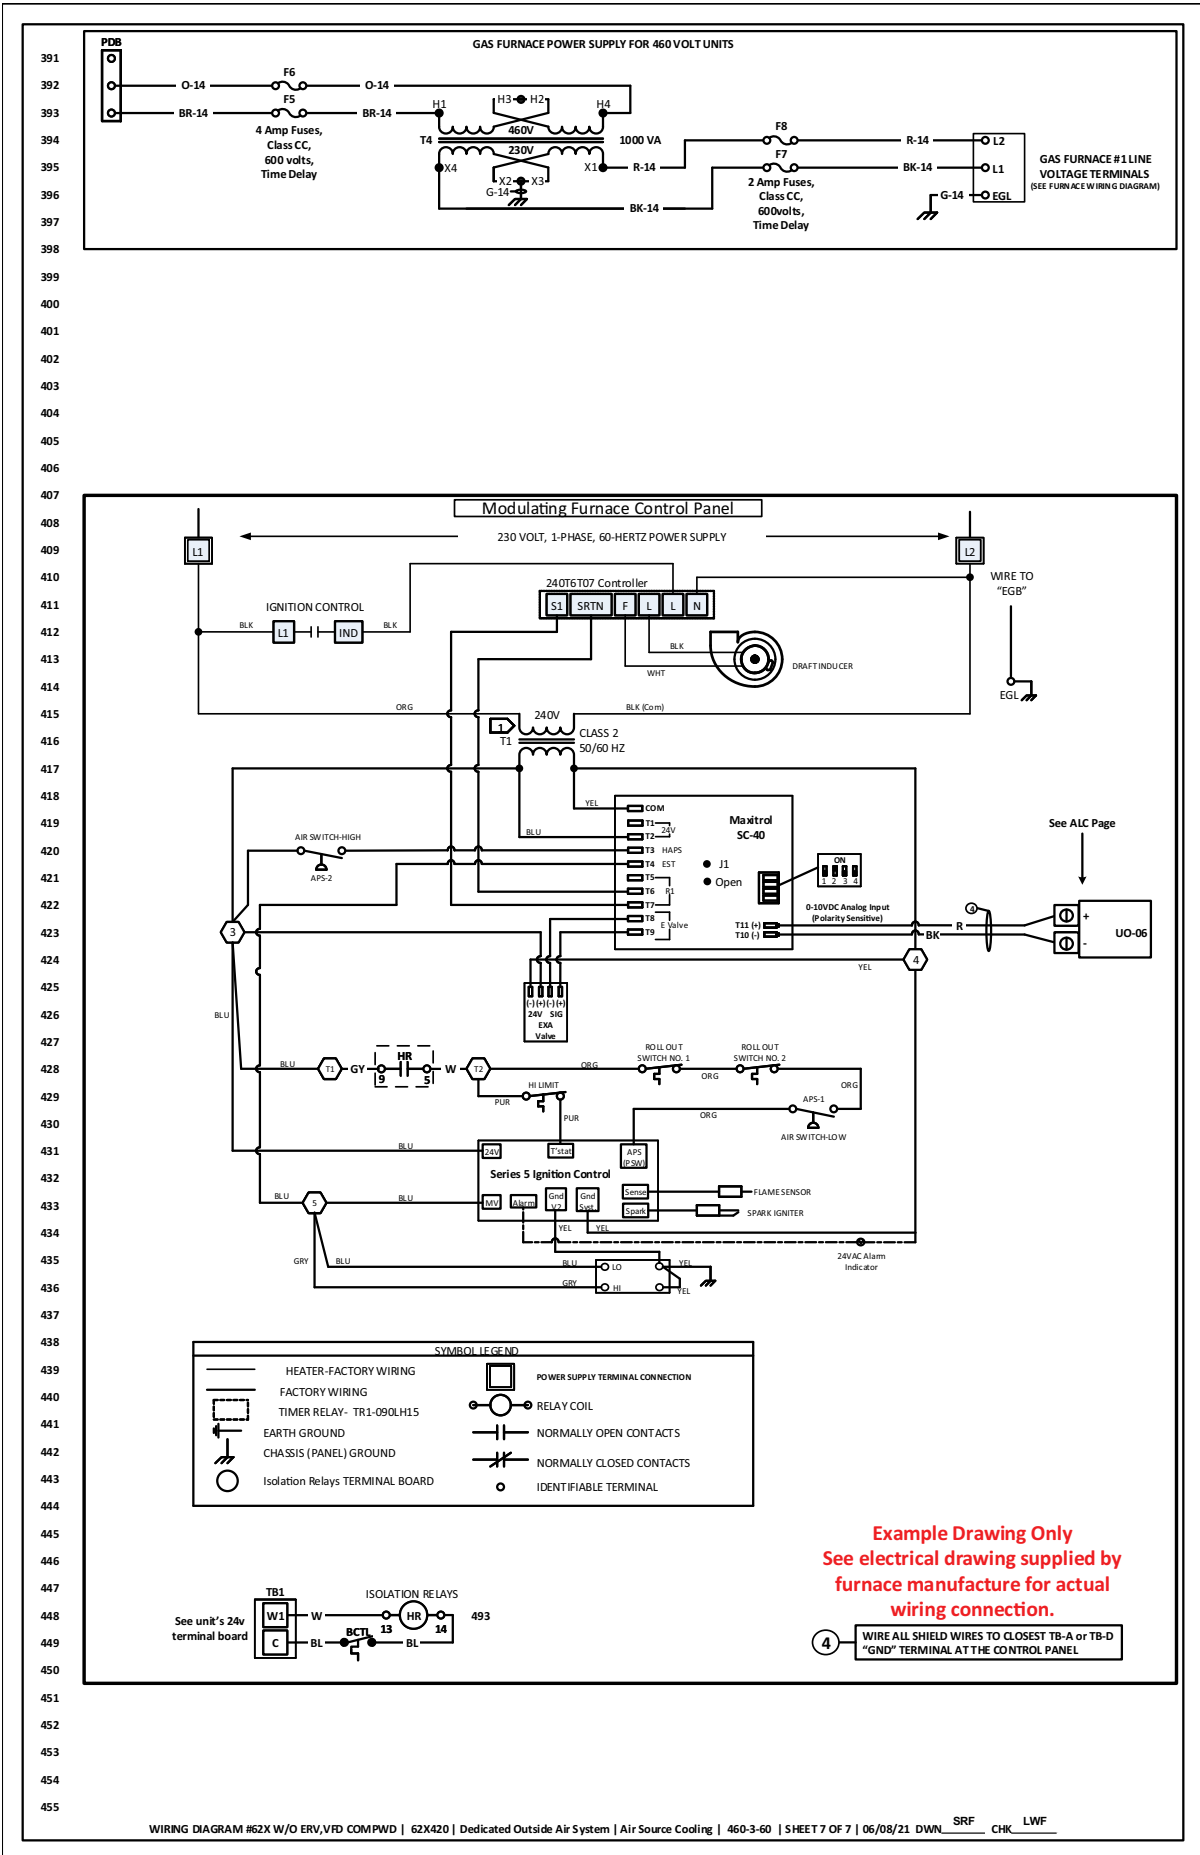 PDB
GAS FURNACE POWER SUPPLY FOR 460 VOLT UNITS
391
392
393
394
395
396
397
398
399
400
401
402
403
404
405
406
407
408
409
410
411
412
413
414
415
416
417
418
419
420
421
422
423
424
425
426
427
428
429
430
431
432
433
434
435
436
437
438
439
440
441
442
443
444
445
446
447
448
449
450
451
452
453
454
455
O-14
F6
O-14
BR-14
F5
BR-14
4 Amp Fuses,
Class CC,
600 volts,
Time Delay
H1
H3
H2
H4
460V
T4
1000 VA
230V
X4
X2
X3
X1
G-14
R-14
BK-14
F8
F7
2 Amp Fuses,
Class CC,
600volts,
Time Delay
R-14
BK-14
G-14
L2
L1
EGL
GAS FURNACE #1 LINE
VOLTAGE TERMINALS
(SEE FURNACE WIRING DIAGRAM)
Modulating Furnace Control Panel
230 VOLT, 1-PHASE, 60-HERTZ POWER SUPPLY
L1
L2
WIRE TO
"EGB"
EGL
240T6T07 Controller
S1
SRTN
F
L
L
N
IGNITION CONTROL
BLK
L1
IND
BLK
BLK
WHT
DRAFT INDUCER
ORG
240V
BLK (Com)
1
T1
CLASS 2
50/60 HZ
YEL
BLU
COM
T1
T2
24V
T3 HAPS
T4 EST
T5
T6
R1
T7
T8
E Valve
T9
Maxitrol
SC-40
J1
Open
ON
1 2 3 4
T11 (+)
T10 (-)
0-10VDC Analog Input
(Polarity Sensitive)
4
R
BK
See ALC Page
+
-
UO-06
AIR SWITCH-HIGH
APS-2
3
4
YEL
(-) (+) (-) (+)
24V SIG
EXA
Valve
BLU
BLU
T1
GY
HR
9
5
W
T2
ORG
ROLL OUT
SWITCH NO. 1
ORG
ROLL OUT
SWITCH NO. 2
ORG
HI LIMIT
PUR
PUR
ORG
APS-1
AIR SWITCH-LOW
BLU
24V
T'stat
APS
(PSW)
Series 5 Ignition Control
MV
Alarm
Gnd
V2
Gnd
Syst.
Sense
Spark
FLAME SENSOR
SPARK IGNITER
BLU
5
BLU
YEL
YEL
24VAC Alarm
Indicator
GRY
BLU
BLU
LO
YEL
GRY
HI
YEL
SYMBOL LEGEND
HEATER-FACTORY WIRING
FACTORY WIRING
TIMER RELAY- TR1-090LH15
EARTH GROUND
CHASSIS (PANEL) GROUND
Isolation Relays TERMINAL BOARD
POWER SUPPLY TERMINAL CONNECTION
RELAY COIL
NORMALLY OPEN CONTACTS
NORMALLY CLOSED CONTACTS
IDENTIFIABLE TERMINAL
Example Drawing Only
See electrical drawing supplied by
furnace manufacture for actual
wiring connection.
4
WIRE ALL SHIELD WIRES TO CLOSEST TB-A or TB-D
"GND" TERMINAL AT THE CONTROL PANEL
See unit's 24v
terminal board
TB1
W1
C
W
BL
BCTL
BL
ISOLATION RELAYS
13
HR
14
493
WIRING DIAGRAM #62X W/O ERV,VFD COMPWD | 62X420 | Dedicated Outside Air System | Air Source Cooling | 460-3-60 | SHEET 7 OF 7 | 06/08/21 DWN SRF CHK LWF